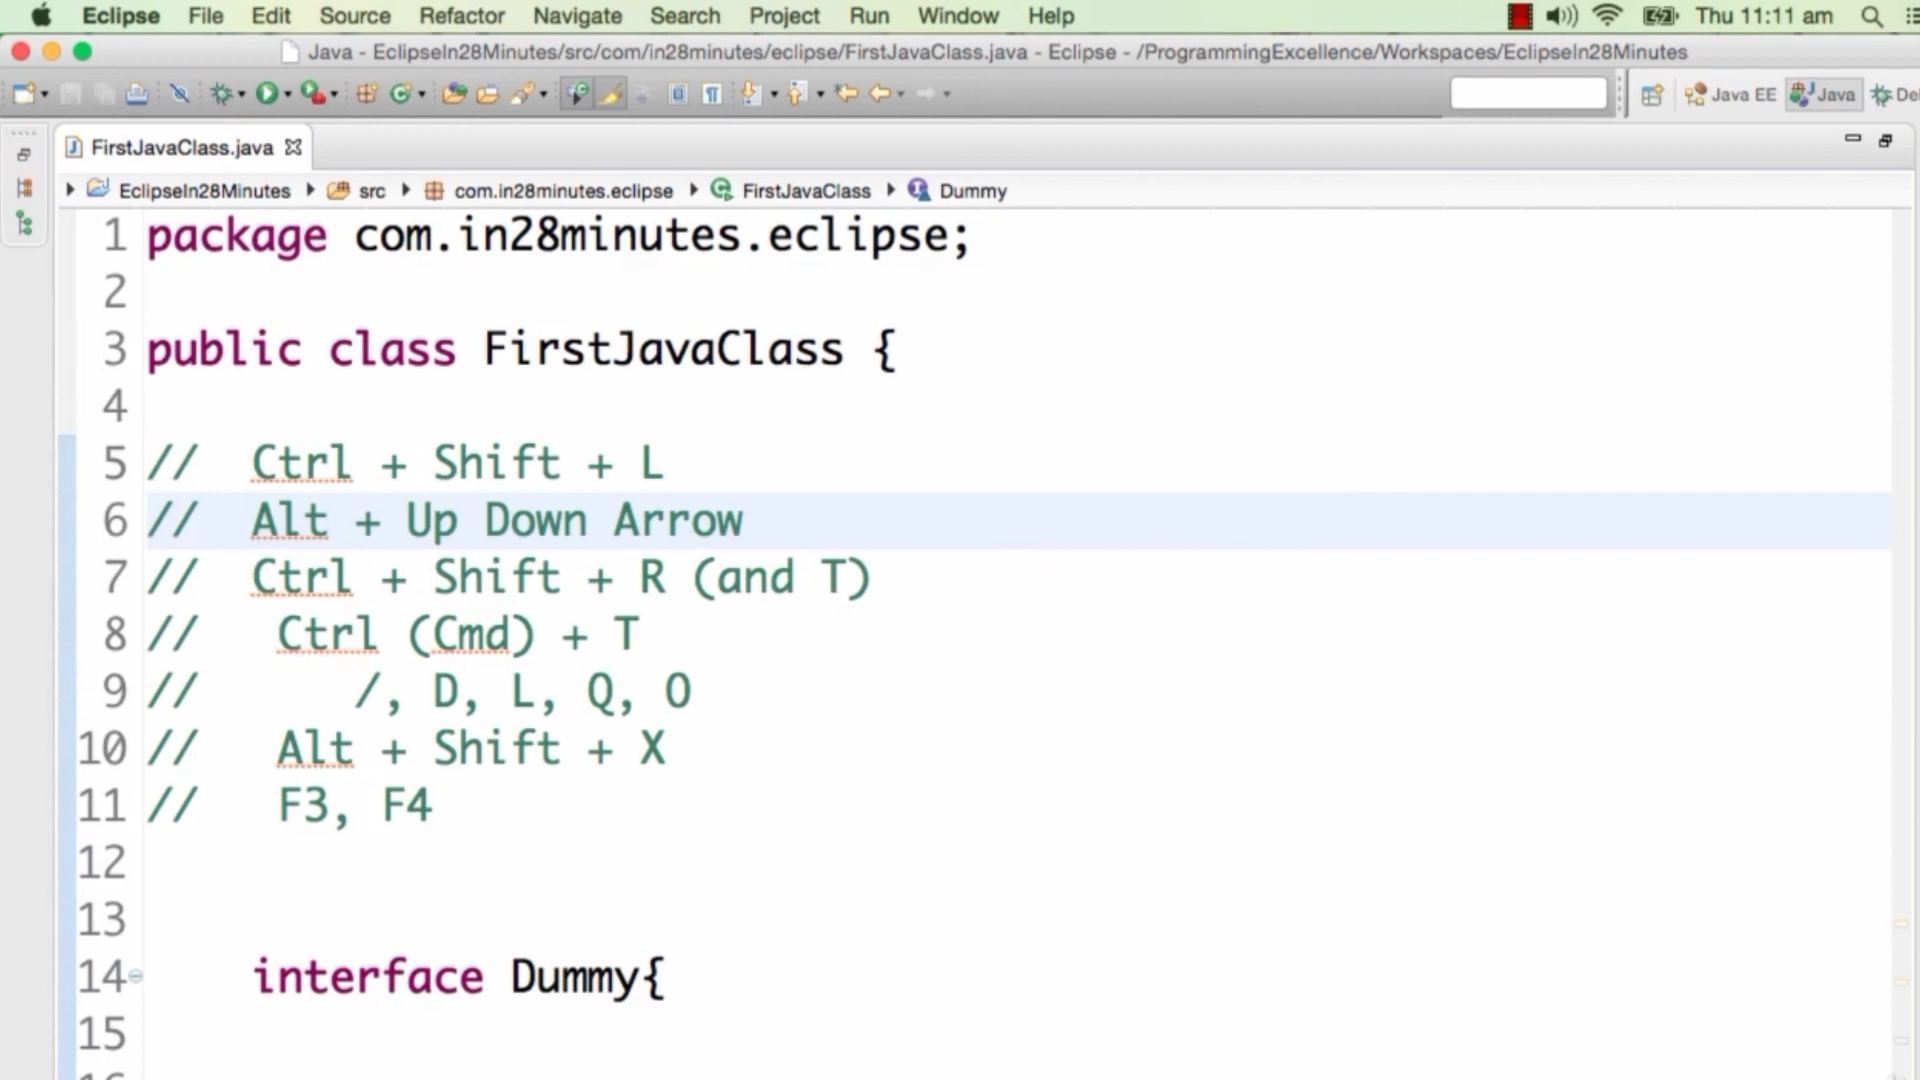 Eclipse File Edit Source Refactor Navigate Search Project Run Window Help Thu 11:11 am
Java - EclipseIn28Minutes/src/com/in28minutes/eclipse/FirstJavaClass.java - Eclipse - /ProgrammingExcellence/Workspaces/EclipseIn28Minutes
Java EE Java
FirstJavaClass.java
EclipseIn28Minutes src com.in28minutes.eclipse FirstJavaClass Dummy
1 package com.in28minutes.eclipse;
2
3 public class FirstJavaClass {
4
5 // Ctrl + Shift + L
6 // Alt + Up Down Arrow
7 // Ctrl + Shift + R (and T)
8 // Ctrl (Cmd) + T
9 // /, D, L, Q, O
10 // Alt + Shift + X
11 // F3, F4
12
13
14 interface Dummy{
15